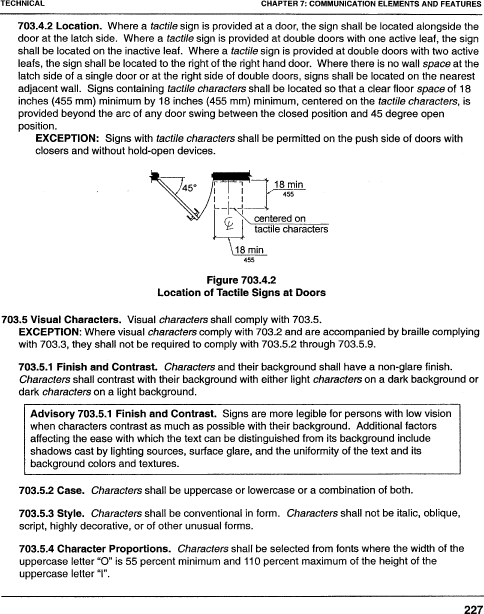 TECHNICAL CHAPTER 7: COMMUNICATION ELEMENTS AND FEATURES
703.4.2 Location. Where a tactile sign is provided at a door, the sign shall be located alongside the
door at the latch side. Where a tactile sign is provided at double doors with one active leaf, the sign
shall be located on the inactive leaf. Where a tactile sign is provided at double doors with two active
leafs, the sign shall be located to the right of the right hand door. Where there is no wall space at the
latch side of a single door or at the right side of double doors, signs shall be located on the nearest
adjacent wall. Signs containing tactile characters shall be located so that a clear floor space of 18
inches (455 mm) minimum by 18 inches (455 mm) minimum, centered on the tactile characters, is
provided beyond the arc of any door swing between the closed position and 45 degree open
position.
EXCEPTION: Signs with tactile characters shall be permitted on the push side of doors with
closers and without hold-open devices.
45°
18 min
455
centered on
tactile characters
18 min
455
Figure 703.4.2
Location of Tactile Signs at Doors
703.5 Visual Characters. Visual characters shall comply with 703.5.
EXCEPTION: Where visual characters comply with 703.2 and are accompanied by braille complying
with 703.3, they shall not be required to comply with 703.5.2 through 703.5.9.
703.5.1 Finish and Contrast. Characters and their background shall have a non-glare finish.
Characters shall contrast with their background with either light characters on a dark background or
dark characters on a light background.
Advisory 703.5.1 Finish and Contrast. Signs are more legible for persons with low vision
when characters contrast as much as possible with their background. Additional factors
affecting the ease with which the text can be distinguished from its background include
shadows cast by lighting sources, surface glare, and the uniformity of the text and its
background colors and textures.
703.5.2 Case. Characters shall be uppercase or lowercase or a combination of both.
703.5.3 Style. Characters shall be conventional in form. Characters shall not be italic, oblique,
script, highly decorative, or of other unusual forms.
703.5.4 Character Proportions. Characters shall be selected from fonts where the width of the
uppercase letter “O” is 55 percent minimum and 110 percent maximum of the height of the
uppercase letter “I”.
227